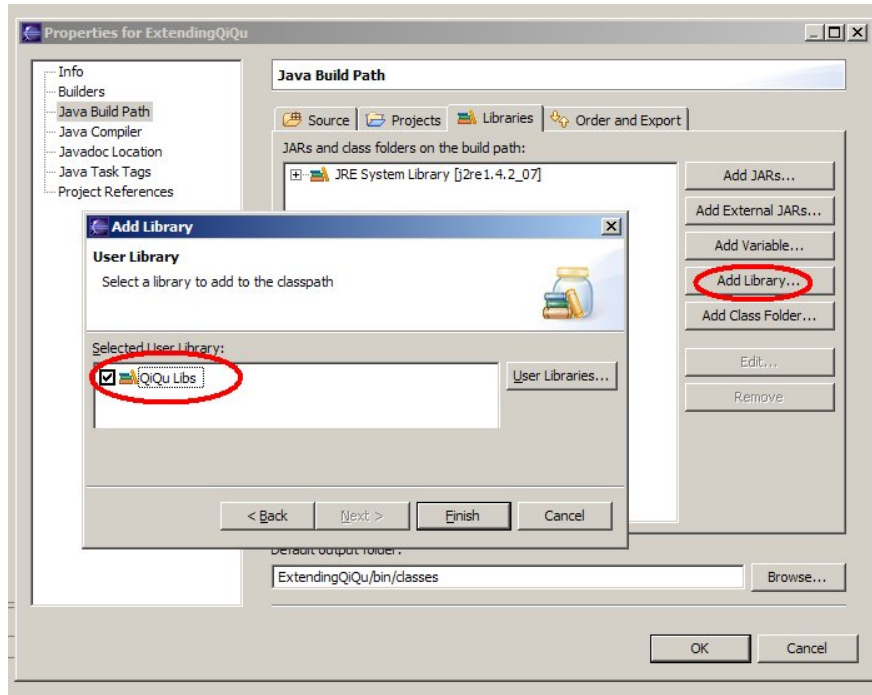 Properties for ExtendingQiQu
Info
Builders
Java Build Path
Java Compiler
Javadoc Location
Java Task Tags
Project References
Java Build Path
Source
Projects
Libraries
Order and Export
JARs and class folders on the build path:
JRE System Library [j2re1.4.2_07]
Add JARs...
Add External JARs...
Add Variable...
Add Library...
Add Class Folder...
Edit...
Remove
Add Library
User Library
Select a library to add to the classpath
Selected User Library:
QiQu Libs
User Libraries...
< Back
Next >
Finish
Cancel
Default output folder:
ExtendingQiQu/bin/classes
Browse...
OK
Cancel